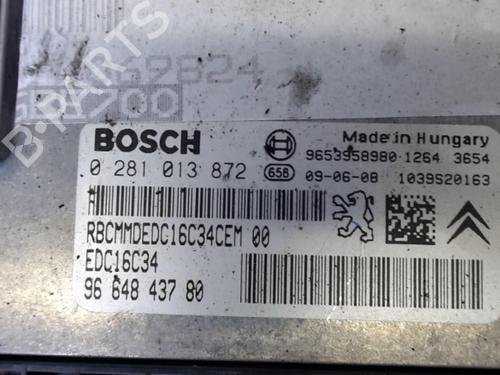 BOSCH
Made in Hungary
9653958980 1264 3654
0 281 013 872
658
09-06-08 1039S20163
RBCMMDEDC16C34CEM 00
EDC16C34
96 648 437 80